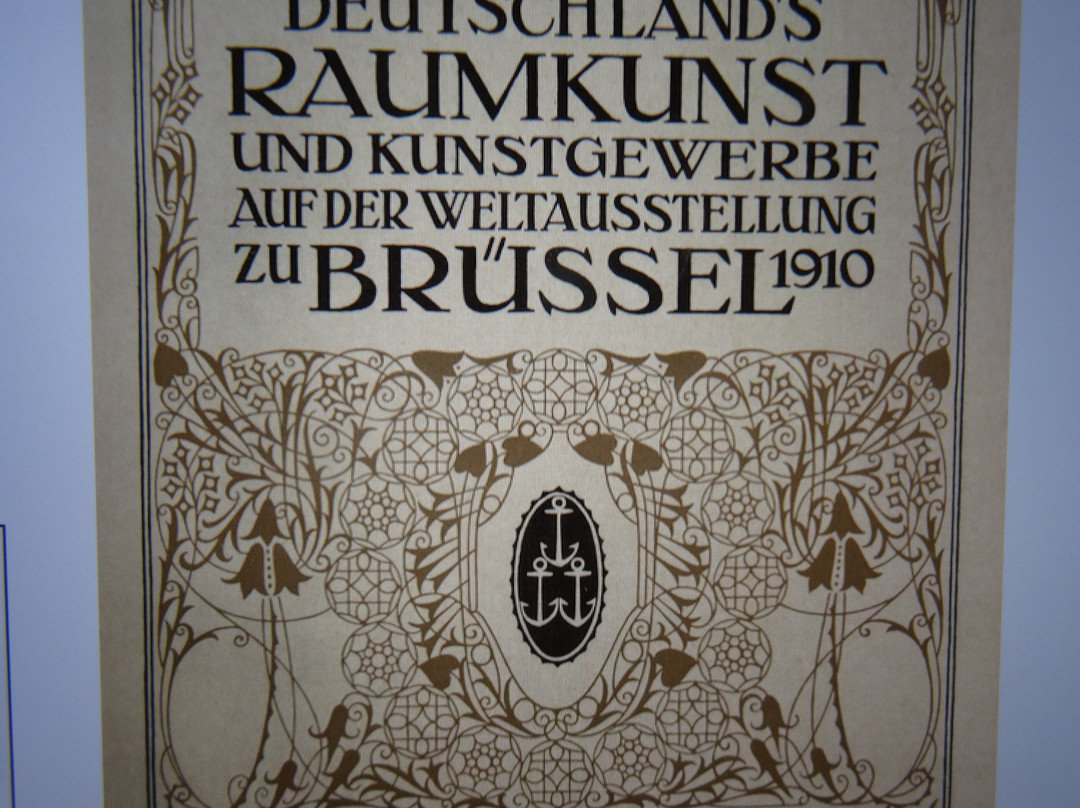 DEUTSCHLAND'S
RAUMKUNST
UND KUNSTGEWERBE
AUF DER WELTAUSSTELLUNG
ZU BRÜSSEL 1910